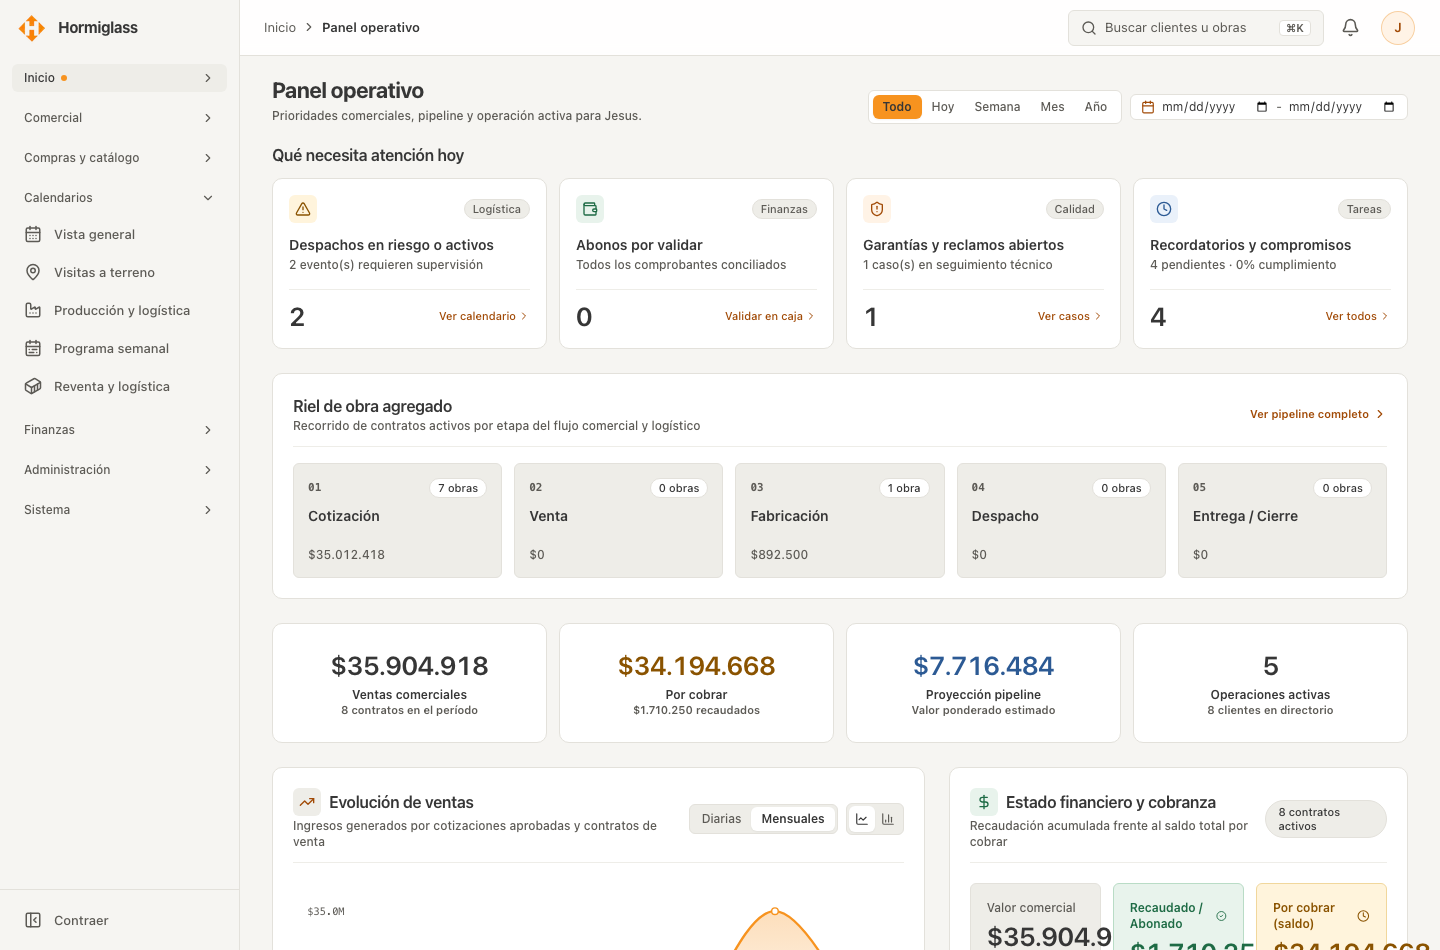 Hormiglass
Inicio
Comercial
Compras y catálogo
Calendarios
Vista general
Visitas a terreno
Producción y logística
Programa semanal
Reventa y logística
Finanzas
Administración
Sistema
Contraer
Inicio > Panel operativo
Buscar clientes u obras ⌘K
J
Panel operativo
Prioridades comerciales, pipeline y operación activa para Jesus.
Todo Hoy Semana Mes Año
mm/dd/yyyy - mm/dd/yyyy
Qué necesita atención hoy
Logística
Despachos en riesgo o activos
2 evento(s) requieren supervisión
2 Ver calendario
Finanzas
Abonos por validar
Todos los comprobantes conciliados
0 Validar en caja
Calidad
Garantías y reclamos abiertos
1 caso(s) en seguimiento técnico
1 Ver casos
Tareas
Recordatorios y compromisos
4 pendientes · 0% cumplimiento
4 Ver todos
Riel de obra agregado
Recorrido de contratos activos por etapa del flujo comercial y logístico
Ver pipeline completo
01 7 obras
Cotización
$35.012.418
02 0 obras
Venta
$0
03 1 obra
Fabricación
$892.500
04 0 obras
Despacho
$0
05 0 obras
Entrega / Cierre
$0
$35.904.918
Ventas comerciales
8 contratos en el período
$34.194.668
Por cobrar
$1.710.250 recaudados
$7.716.484
Proyección pipeline
Valor ponderado estimado
5
Operaciones activas
8 clientes en directorio
Evolución de ventas
Ingresos generados por cotizaciones aprobadas y contratos de
venta
Diarias Mensuales
$35.0M
Estado financiero y cobranza
Recaudación acumulada frente al saldo total por
cobrar
8 contratos
activos
Valor comercial
$35.904.9
Recaudado /
Abonado
$1.710.25
Por cobrar
(saldo)
$34.194.668